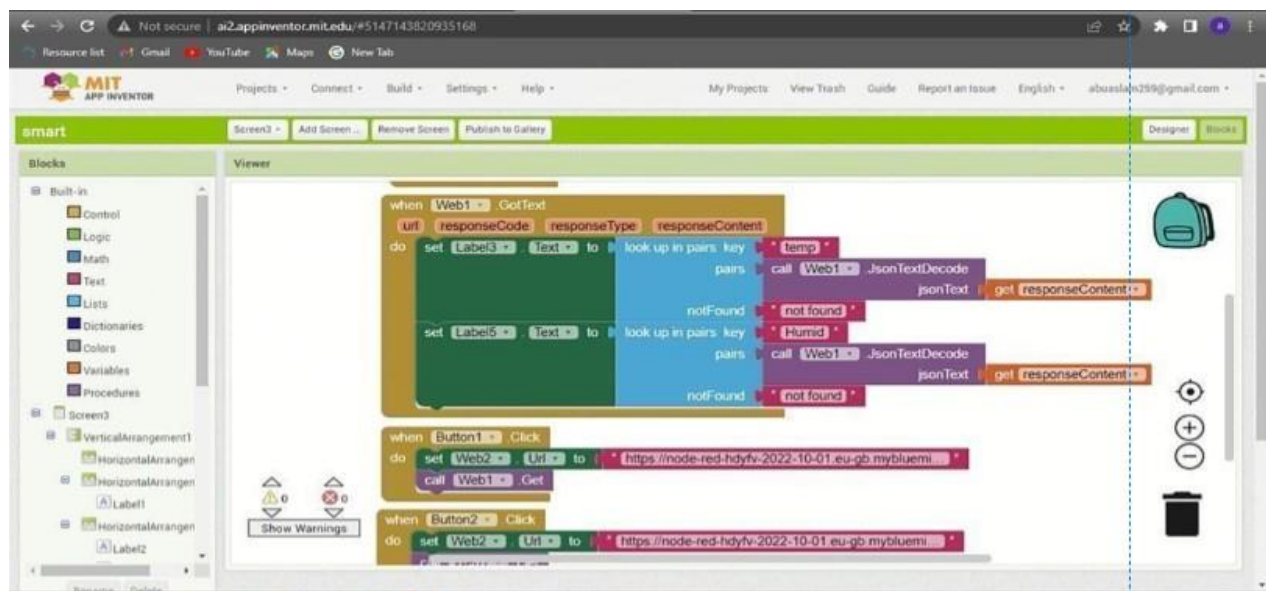 Not secure | ai2.appinventor.mit.edu/#5147143820935168
Resource list Gmail YouTube Maps New Tab
MIT APP INVENTOR
Projects Connect Build Settings Help My Projects View Trash Guide Report an Issue English abuaslam259@gmail.com
smart Screen3 Add Screen ... Remove Screen Publish to Gallery Designer Blocks
Blocks
Viewer
Built-in
Control
Logic
Math
Text
Lists
Dictionaries
Colors
Variables
Procedures
Screen3
VerticalArrangement1
HorizontalArrangen
HorizontalArrangen
Label1
HorizontalArrangen
Label2
Rename Delete
when Web1 .GotText
url responseCode responseType responseContent
do set Label3 . Text to look up in pairs key " temp "
pairs call Web1 .JsonTextDecode
jsonText get responseContent
notFound " not found "
set Label5 . Text to look up in pairs key " Humid "
pairs call Web1 .JsonTextDecode
jsonText get responseContent
notFound " not found "
when Button1 .Click
do set Web2 . Url to " https://node-red-hdyfv-2022-10-01.eu-gb.mybluemi... "
call Web1 .Get
when Button2 .Click
do set Web2 . Url to " https://node-red-hdyfv-2022-10-01.eu-gb.mybluemi... "
0 0
Show Warnings